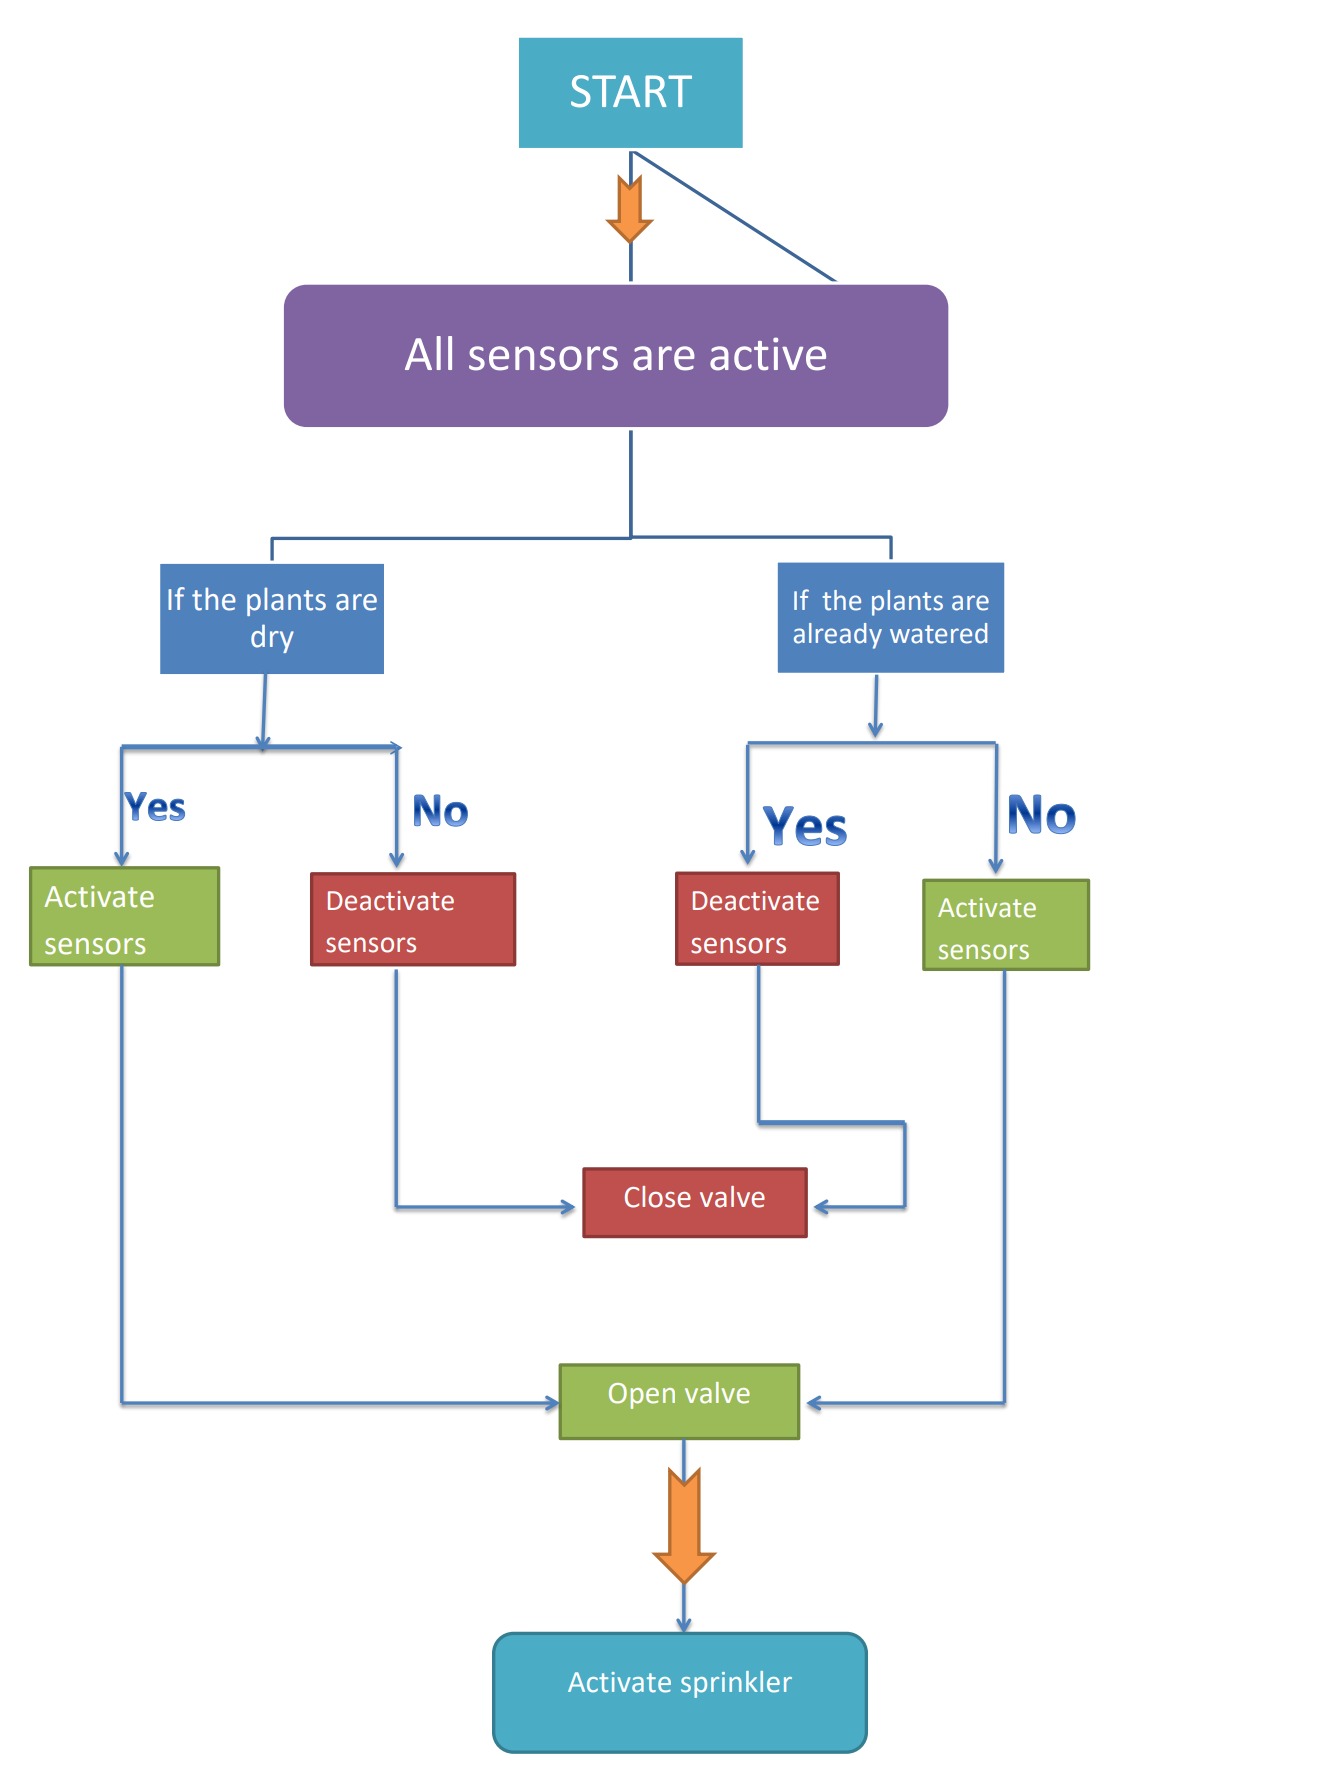 START
All sensors are active
If the plants are
dry
If  the plants are
already watered
Yes
No
Yes
No
Activate
sensors
Deactivate
sensors
Deactivate
sensors
Activate
sensors
Close valve
Open valve
Activate sprinkler